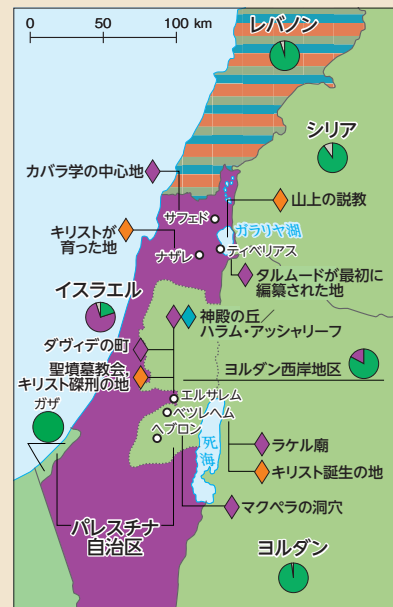 0 50 100 km
レバノン
シリア
カバラ学の中心地
山上の説教
サフェド
ガラリヤ湖
キリストが
育った地
ナザレ
ティベリアス
タルムードが最初に
編纂された地
イスラエル
神殿の丘
ハラム・アッシャリーフ
ダヴィデの町
聖墳墓教会,
キリスト磔刑の地
ヨルダン西岸地区
ガザ
エルサレム
ベツレヘム
ヘブロン
死海
ラケル廟
キリスト誕生の地
マクペラの洞穴
パレスチナ
自治区
ヨルダン